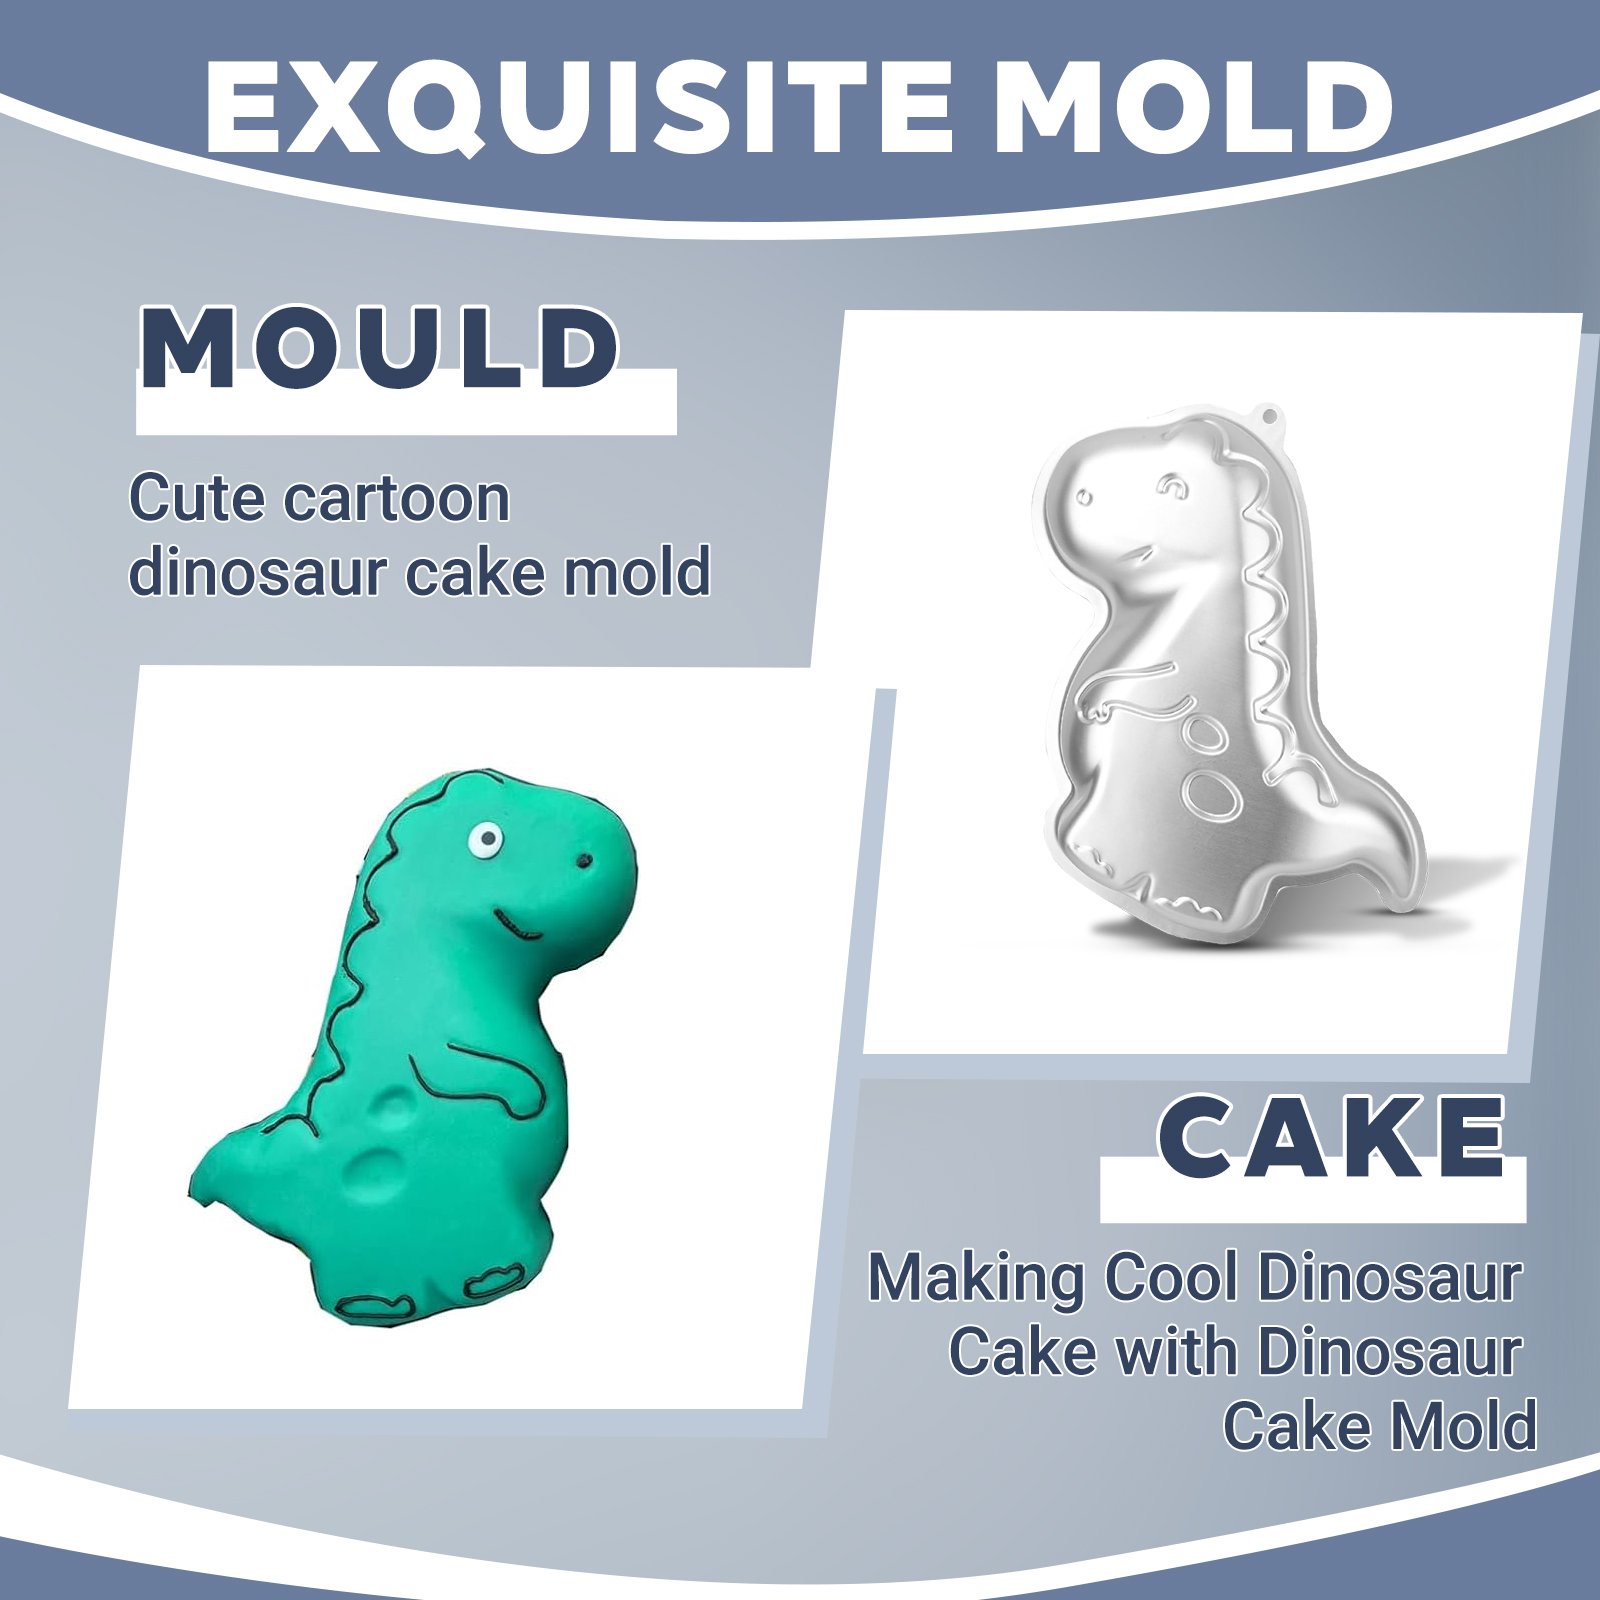 EXQUISITE MOLD
MOULD
Cute cartoon
dinosaur cake mold
CAKE
Making Cool Dinosaur
Cake with Dinosaur
Cake Mold